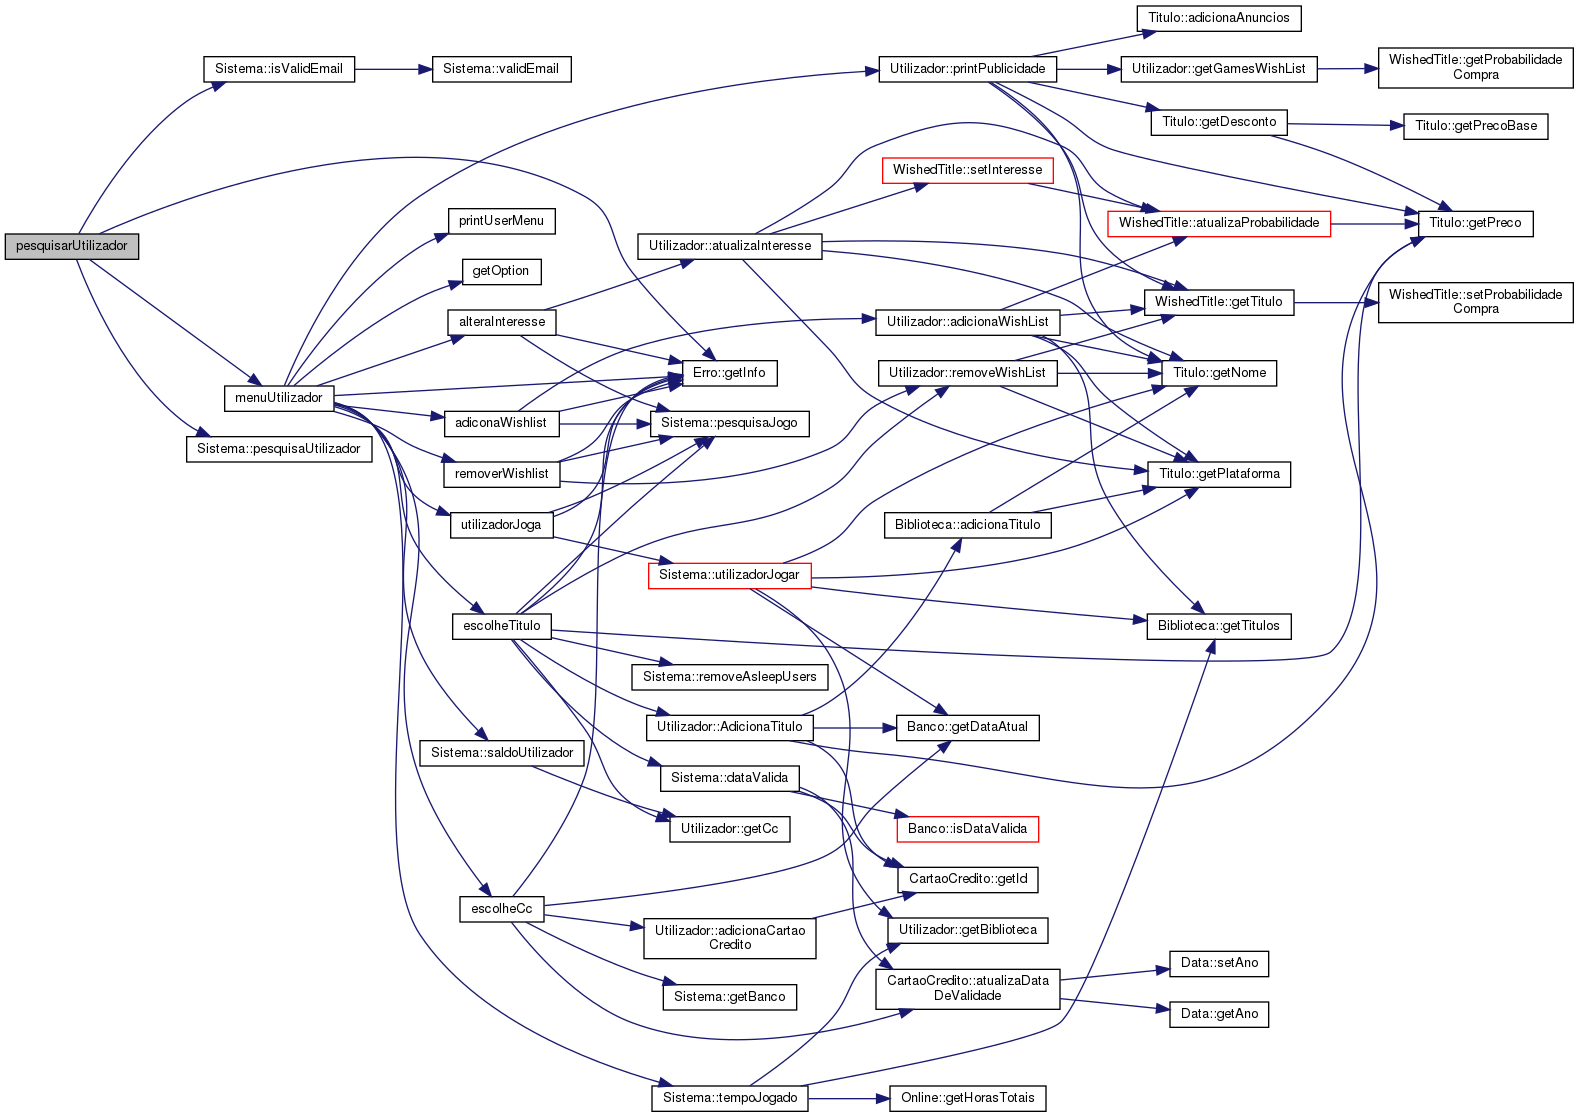 pesquisarUtilizador
Sistema::isValidEmail
Sistema::validEmail
printUserMenu
getOption
alteraInteresse
menuUtilizador
adiconaWishlist
Sistema::pesquisaUtilizador
removerWishlist
utilizadorJoga
escolheTitulo
Sistema::saldoUtilizador
escolheCc
Utilizador::atualizaInteresse
Erro::getInfo
Sistema::pesquisaJogo
Sistema::utilizadorJogar
Sistema::removeAsleepUsers
Utilizador::AdicionaTitulo
Sistema::dataValida
Utilizador::getCc
Utilizador::adicionaCartao
Credito
Sistema::getBanco
Sistema::tempoJogado
Utilizador::printPublicidade
WishedTitle::setInteresse
Utilizador::adicionaWishList
Utilizador::removeWishList
Biblioteca::adicionaTitulo
Banco::getDataAtual
Banco::isDataValida
CartaoCredito::getId
Utilizador::getBiblioteca
CartaoCredito::atualizaData
DeValidade
Online::getHorasTotais
Titulo::adicionaAnuncios
Utilizador::getGamesWishList
Titulo::getDesconto
WishedTitle::atualizaProbabilidade
WishedTitle::getTitulo
Titulo::getNome
Titulo::getPlataforma
Biblioteca::getTitulos
Data::setAno
Data::getAno
WishedTitle::getProbabilidade
Compra
Titulo::getPrecoBase
Titulo::getPreco
WishedTitle::setProbabilidade
Compra